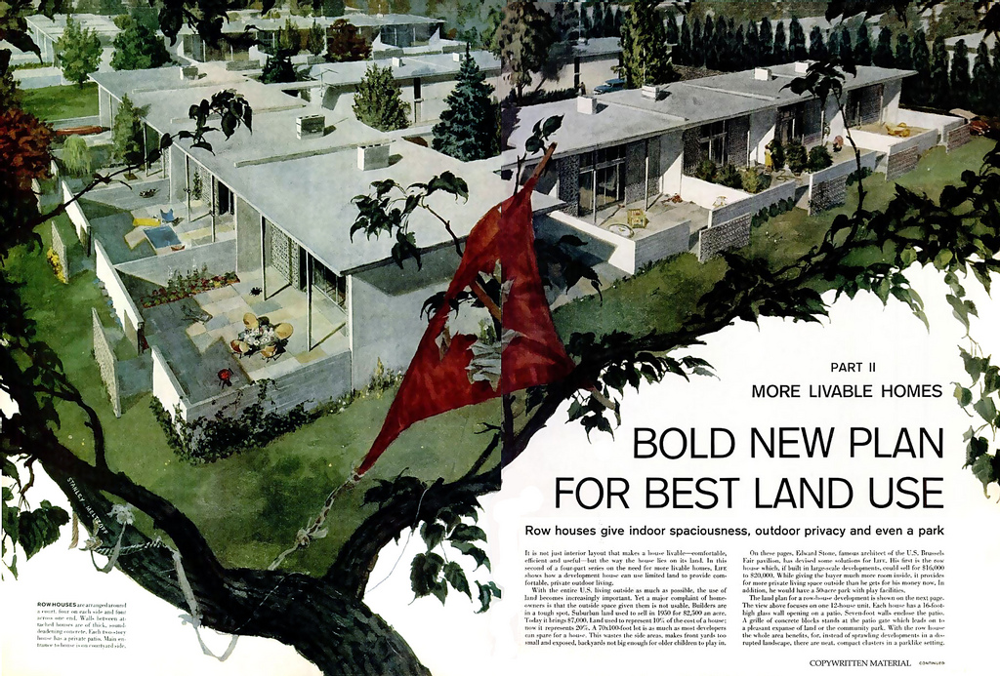 PART II
MORE LIVABLE HOMES
BOLD NEW PLAN
FOR BEST LAND USE
Row houses give indoor spaciousness, outdoor privacy and even a park
It is not just interior layout that makes a house livable—comfortable,
efficient and useful—but the way the house lies on its land. In this
second of a four-part series on the need for more livable homes, LIFE
shows how a development house can use limited land to provide com-
fortable, private outdoor living.
With the entire U.S. living outside as much as possible, the use of
land becomes increasingly important. Yet a major complaint of home-
owners is that the outside space given them is not usable. Builders are
in a tough spot. Suburban land used to sell in 1950 for $2,500 an acre.
Today it brings $7,000. Land used to represent 10% of the cost of a house;
now it represents 20%. A 70x100-foot lot is as much as most developers
can spare for a house. This wastes the side areas, makes front yards too
small and exposed, backyards not big enough for older children to play in.
On these pages, Edward Stone, famous architect of the U.S. Brussels
Fair pavilion, has devised some solutions for LIFE. His first is the row
house which, if built in large-scale developments, could sell for $16,000
to $20,000. While giving the buyer much more room inside, it provides
for more private living space outside than he gets for his money now. In
addition, he would have a 50-acre park with play facilities.
The land plan for a row-house development is shown on the next page.
The view above focuses on one 12-house unit. Each house has a 16-foot-
high glass wall opening on a patio. Seven-foot walls enclose the patio.
A grille of concrete blocks stands at the patio gate which leads on to
a pleasant expanse of land or the community park. With the row house
the whole area benefits, for, instead of sprawling developments in a dis-
rupted landscape, there are neat, compact clusters in a parklike setting.
ROW HOUSES are arranged around
a court, four on each side and four
across one end. Walls between at-
tached houses are of thick, sound-
deadening concrete. Each two-story
house has a private patio. Main en-
trance to house is on courtyard side.
STANLEY MELTZOFF
COPYWRITTEN MATERIAL
CONTINUED